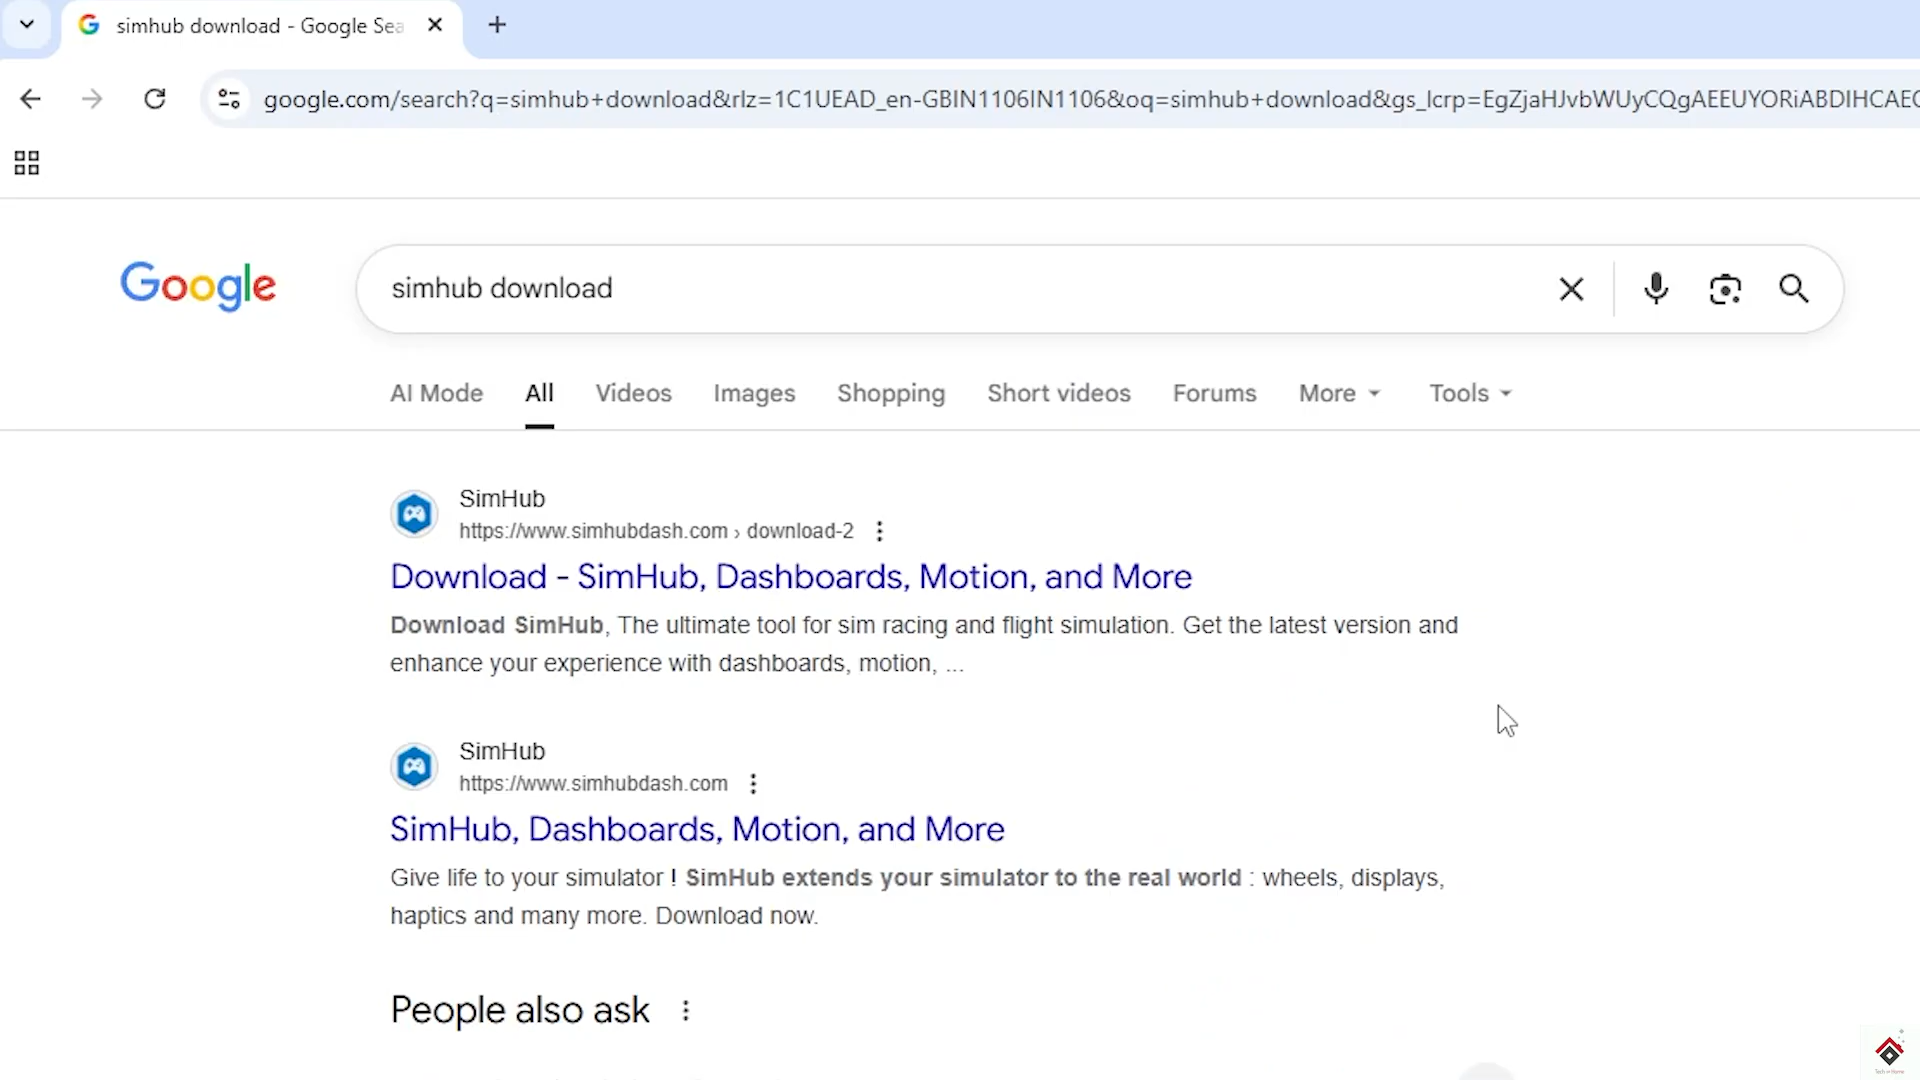 simhub download - Google Sea
google.com/search?q=simhub+download&rlz=1C1UEAD_en-GBIN1106IN1106&oq=simhub+download&gs_lcrp=EgZjaHJvbWUyCQgAEEUYORiABDIHCAEC
Google
simhub download
AI Mode
All
Videos
Images
Shopping
Short videos
Forums
More
Tools
SimHub
https://www.simhubdash.com › download-2
Download - SimHub, Dashboards, Motion, and More
Download SimHub, The ultimate tool for sim racing and flight simulation. Get the latest version and
enhance your experience with dashboards, motion, ...
SimHub
https://www.simhubdash.com
SimHub, Dashboards, Motion, and More
Give life to your simulator ! SimHub extends your simulator to the real world : wheels, displays,
haptics and many more. Download now.
People also ask
Tech in Home